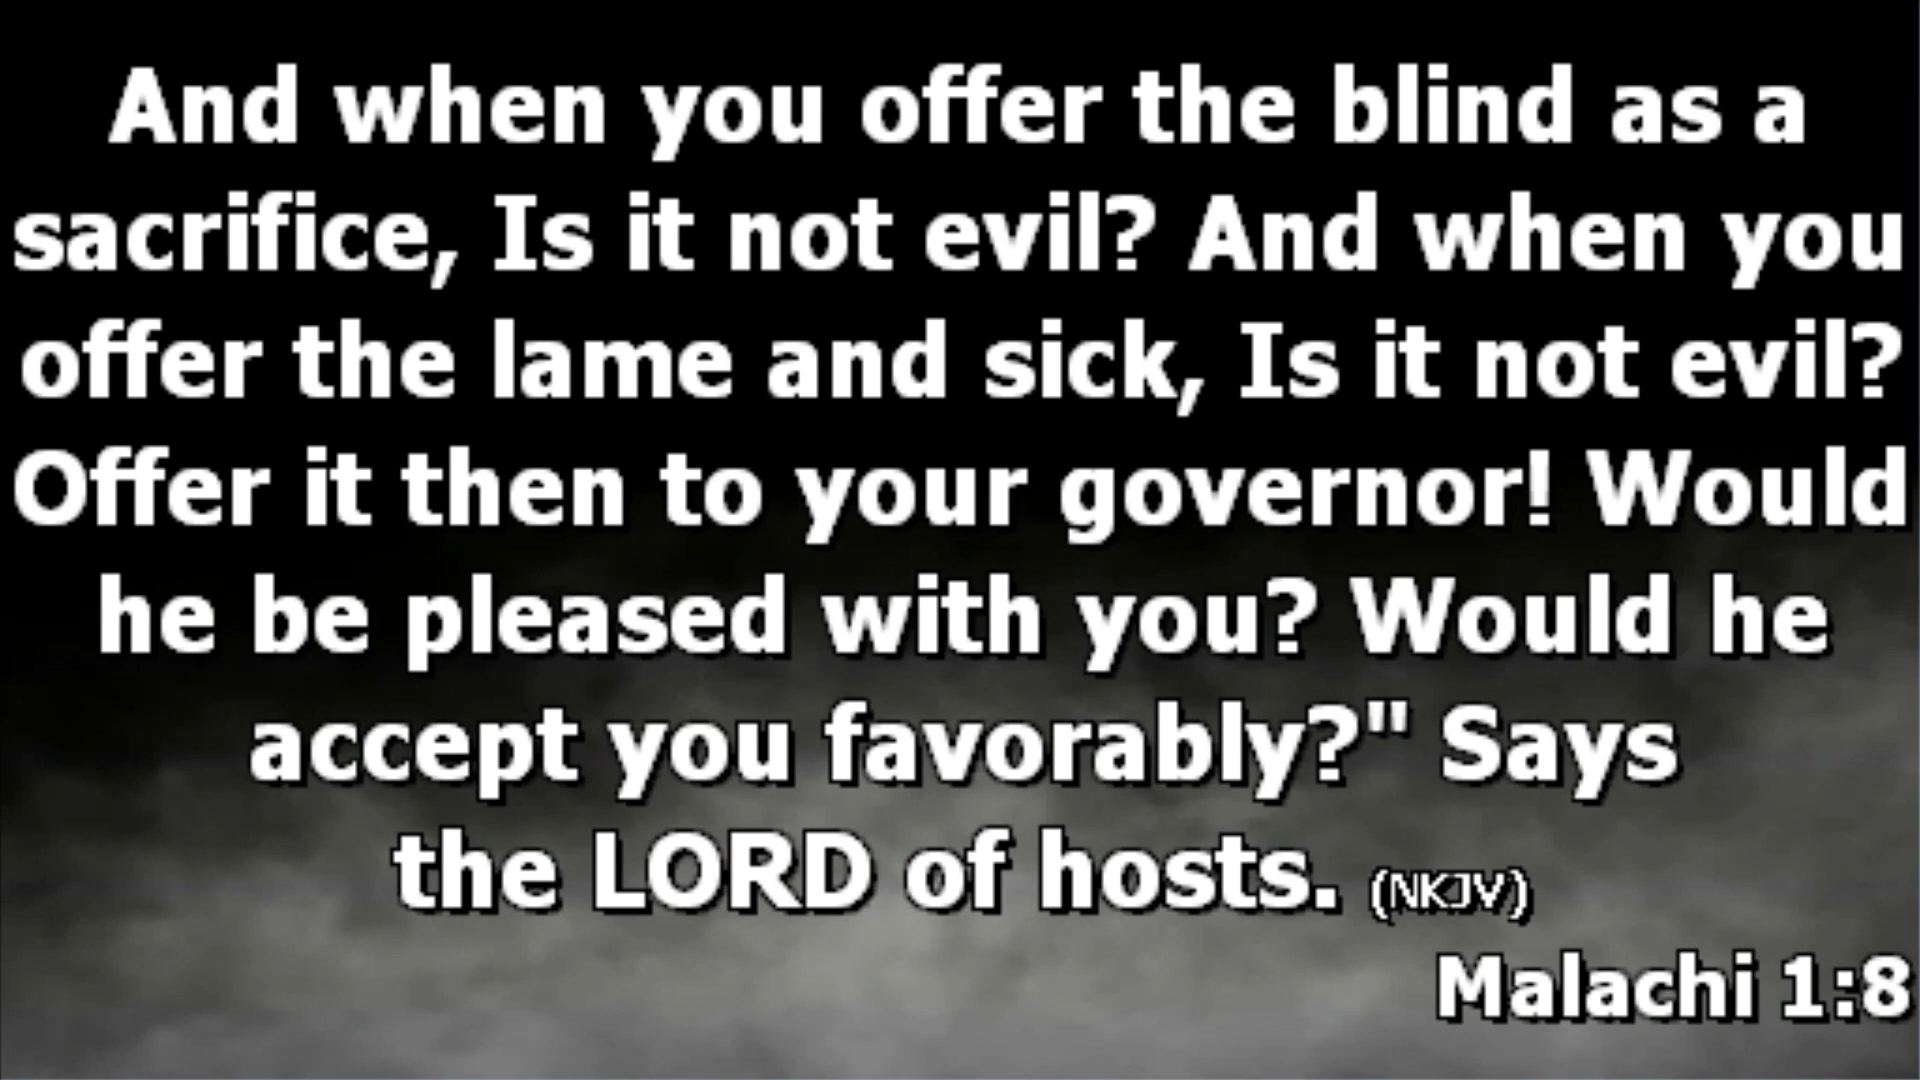 And when you offer the blind as a
sacrifice, Is it not evil? And when you
offer the lame and sick, Is it not evil?
Offer it then to your governor! Would
he be pleased with you? Would he
accept you favorably?" Says
the LORD of hosts. (NKJV)
Malachi 1:8